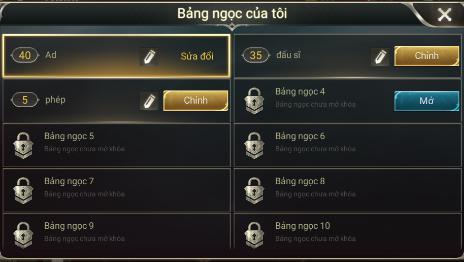 Bảng ngọc của tôi
40 Ad Sửa đổi
35 đấu sĩ Chỉnh
5 phép Chỉnh
Bảng ngọc 4
Bảng ngọc chưa mở khóa
Mở
Bảng ngọc 5
Bảng ngọc chưa mở khóa
Bảng ngọc 6
Bảng ngọc chưa mở khóa
Bảng ngọc 7
Bảng ngọc chưa mở khóa
Bảng ngọc 8
Bảng ngọc chưa mở khóa
Bảng ngọc 9
Bảng ngọc chưa mở khóa
Bảng ngọc 10
Bảng ngọc chưa mở khóa